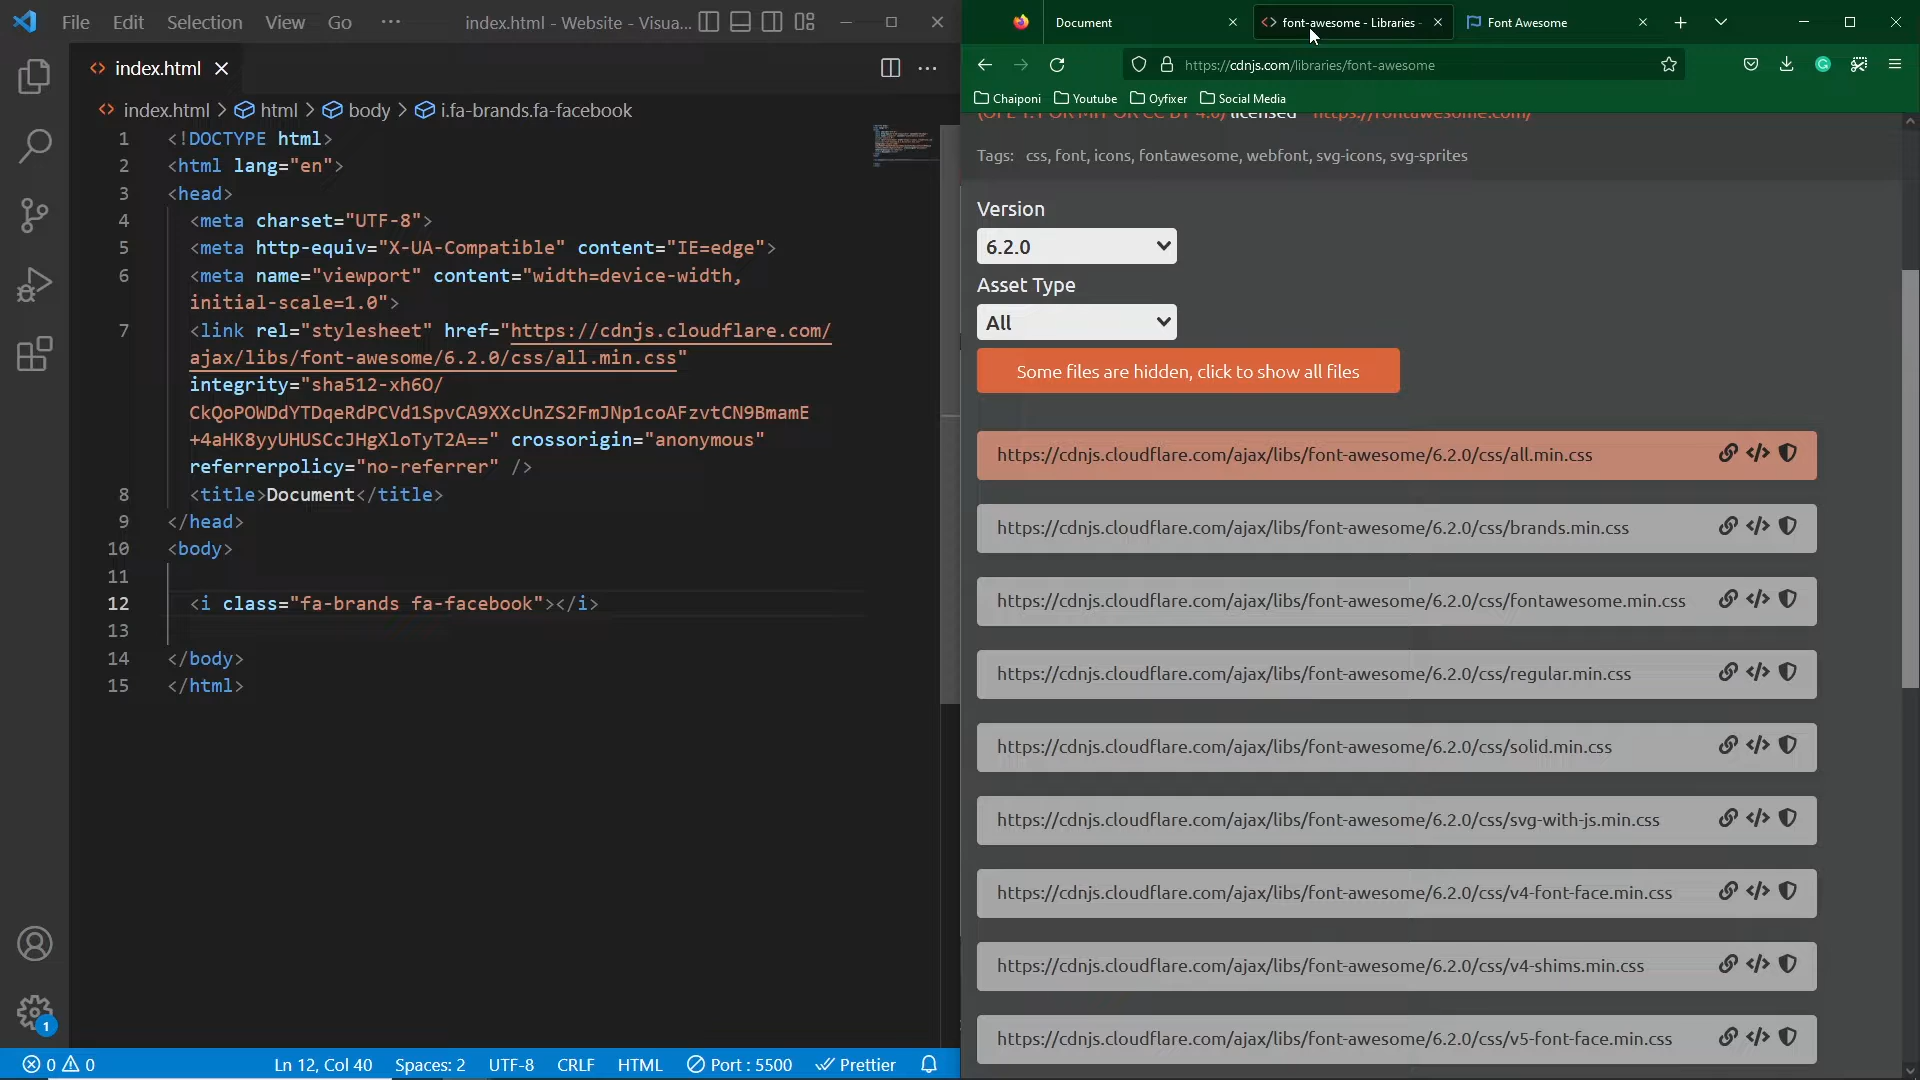 File Edit Selection View Go ··· index.html - Website - Visua...
index.html
index.html > html > body > i.fa-brands.fa-facebook
1 <!DOCTYPE html>
2 <html lang="en">
3 <head>
4 <meta charset="UTF-8">
5 <meta http-equiv="X-UA-Compatible" content="IE=edge">
6 <meta name="viewport" content="width=device-width,
initial-scale=1.0">
7 <link rel="stylesheet" href="https://cdnjs.cloudflare.com/
ajax/libs/font-awesome/6.2.0/css/all.min.css"
integrity="sha512-xh6O/
CkQoPOWDdYTDqeRdPCVd1SpvCA9XXcUnZS2FmJNp1coAFzvtCN9BmamE
+4aHK8yyUHUSCcJHgXloTyT2A==" crossorigin="anonymous"
referrerpolicy="no-referrer" />
8 <title>Document</title>
9 </head>
10 <body>
11
12 <i class="fa-brands fa-facebook"></i>
13
14 </body>
15 </html>
1
0 0 Ln 12, Col 40 Spaces: 2 UTF-8 CRLF HTML Port : 5500 Prettier
Document font-awesome - Libraries - Font Awesome
https://cdnjs.com/libraries/font-awesome
Chaiponi Youtube Oyfixer Social Media
licensed https://fontawesome.com/
Tags: css, font, icons, fontawesome, webfont, svg-icons, svg-sprites
Version
6.2.0
Asset Type
All
Some files are hidden, click to show all files
https://cdnjs.cloudflare.com/ajax/libs/font-awesome/6.2.0/css/all.min.css
https://cdnjs.cloudflare.com/ajax/libs/font-awesome/6.2.0/css/brands.min.css
https://cdnjs.cloudflare.com/ajax/libs/font-awesome/6.2.0/css/fontawesome.min.css
https://cdnjs.cloudflare.com/ajax/libs/font-awesome/6.2.0/css/regular.min.css
https://cdnjs.cloudflare.com/ajax/libs/font-awesome/6.2.0/css/solid.min.css
https://cdnjs.cloudflare.com/ajax/libs/font-awesome/6.2.0/css/svg-with-js.min.css
https://cdnjs.cloudflare.com/ajax/libs/font-awesome/6.2.0/css/v4-font-face.min.css
https://cdnjs.cloudflare.com/ajax/libs/font-awesome/6.2.0/css/v4-shims.min.css
https://cdnjs.cloudflare.com/ajax/libs/font-awesome/6.2.0/css/v5-font-face.min.css